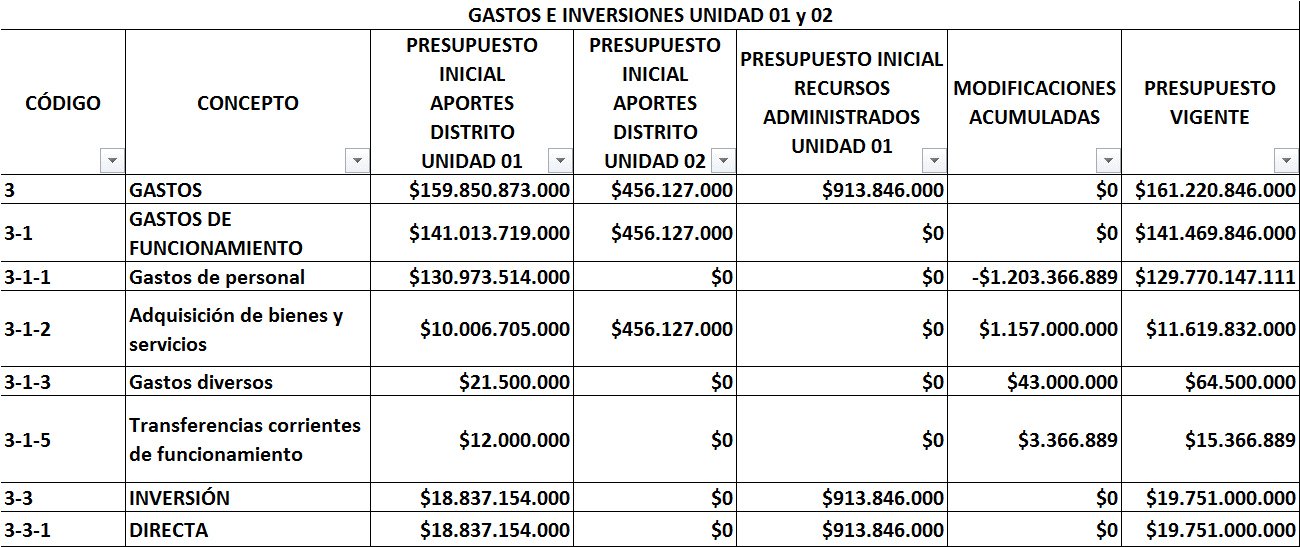 GASTOS E INVERSIONES UNIDAD 01 y 02
CÓDIGO
CONCEPTO
PRESUPUESTO
INICIAL
APORTES
DISTRITO
UNIDAD 01
PRESUPUESTO
INICIAL
APORTES
DISTRITO
UNIDAD 02
PRESUPUESTO INICIAL
RECURSOS
ADMINISTRADOS
UNIDAD 01
MODIFICACIONES
ACUMULADAS
PRESUPUESTO
VIGENTE
3 GASTOS $159.850.873.000 $456.127.000 $913.846.000 $0 $161.220.846.000
3-1 GASTOS DE
FUNCIONAMIENTO $141.013.719.000 $456.127.000 $0 $0 $141.469.846.000
3-1-1 Gastos de personal $130.973.514.000 $0 $0 -$1.203.366.889 $129.770.147.111
3-1-2 Adquisición de bienes y
servicios $10.006.705.000 $456.127.000 $0 $1.157.000.000 $11.619.832.000
3-1-3 Gastos diversos $21.500.000 $0 $0 $43.000.000 $64.500.000
3-1-5 Transferencias corrientes
de funcionamiento $12.000.000 $0 $0 $3.366.889 $15.366.889
3-3 INVERSIÓN $18.837.154.000 $0 $913.846.000 $0 $19.751.000.000
3-3-1 DIRECTA $18.837.154.000 $0 $913.846.000 $0 $19.751.000.000